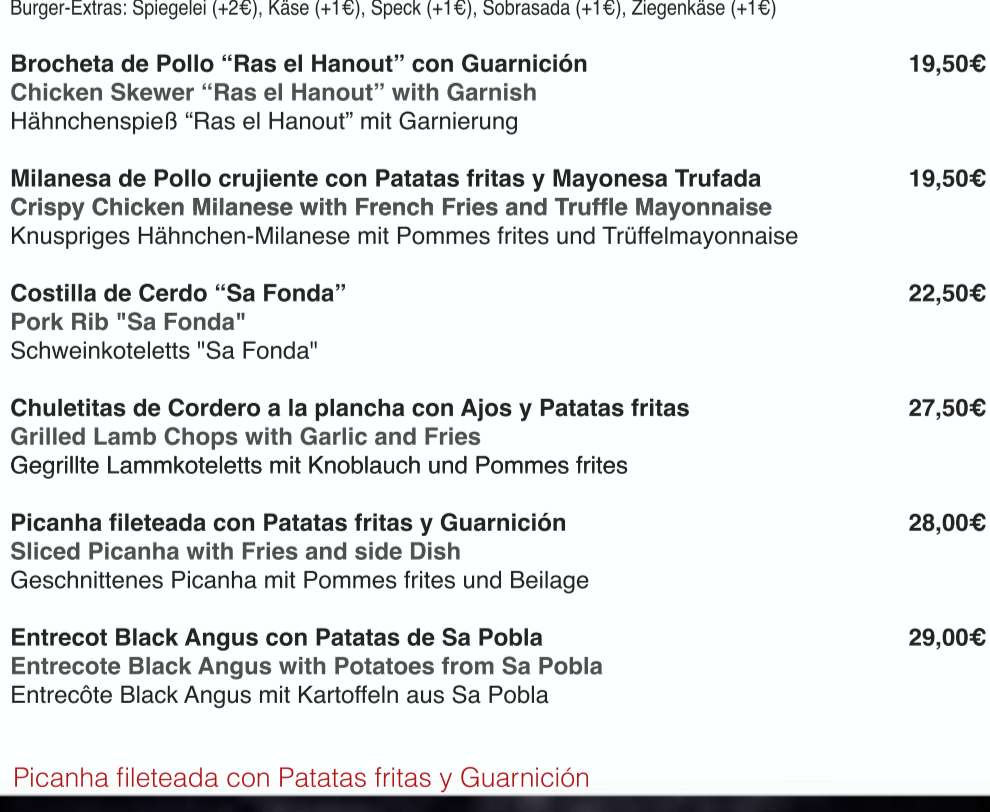 Burger-Extras: Spiegelei (+2€), Käse (+1€), Speck (+1€), Sobrasada (+1€), Ziegenkäse (+1€)
Brocheta de Pollo “Ras el Hanout” con Guarnición 19,50€
Chicken Skewer “Ras el Hanout” with Garnish
Hähnchenspieß “Ras el Hanout” mit Garnierung
Milanesa de Pollo crujiente con Patatas fritas y Mayonesa Trufada 19,50€
Crispy Chicken Milanese with French Fries and Truffle Mayonnaise
Knuspriges Hähnchen-Milanese mit Pommes frites und Trüffelmayonnaise
Costilla de Cerdo “Sa Fonda” 22,50€
Pork Rib "Sa Fonda"
Schweinkoteletts "Sa Fonda"
Chuletitas de Cordero a la plancha con Ajos y Patatas fritas 27,50€
Grilled Lamb Chops with Garlic and Fries
Gegrillte Lammkoteletts mit Knoblauch und Pommes frites
Picanha fileteada con Patatas fritas y Guarnición 28,00€
Sliced Picanha with Fries and side Dish
Geschnittenes Picanha mit Pommes frites und Beilage
Entrecot Black Angus con Patatas de Sa Pobla 29,00€
Entrecote Black Angus with Potatoes from Sa Pobla
Entrecôte Black Angus mit Kartoffeln aus Sa Pobla
Picanha fileteada con Patatas fritas y Guarnición